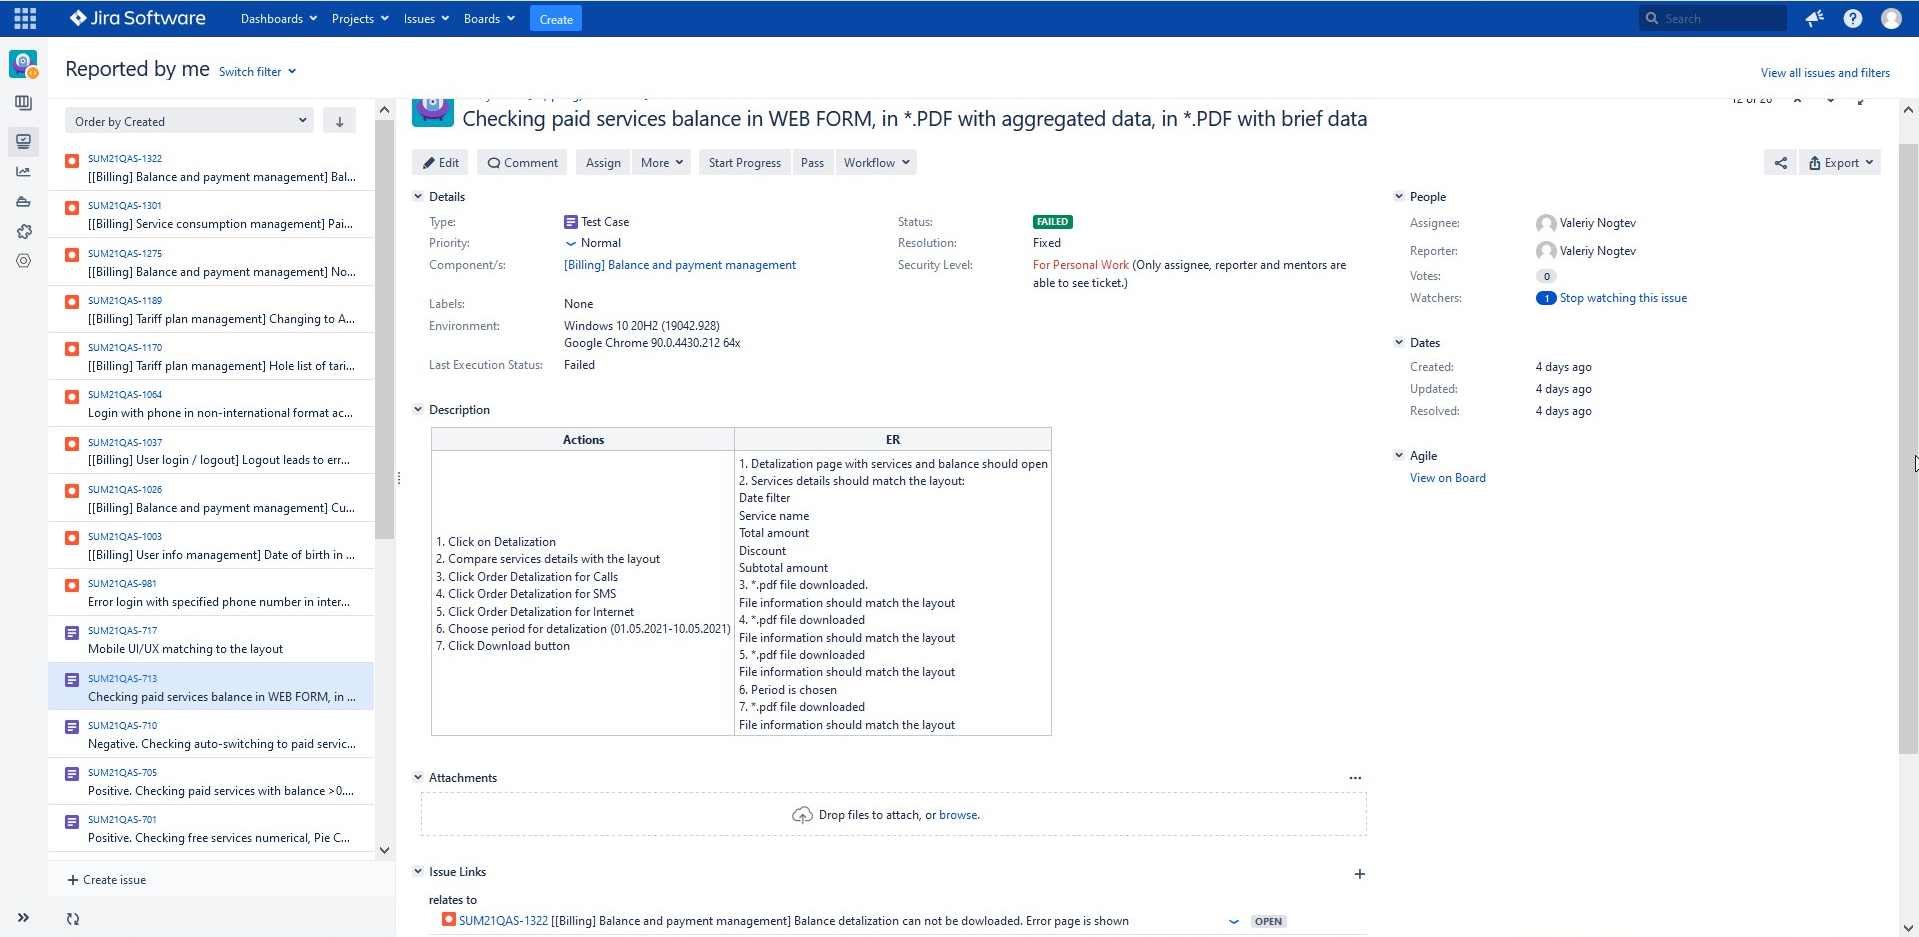 Jira Software
Dashboards
Projects
Issues
Boards
Create
Search
Reported by me
Switch filter
View all issues and filters
Order by Created
SUM21QAS-1322
[[Billing] Balance and payment management] Bal...
SUM21QAS-1301
[[Billing] Service consumption management] Pai...
SUM21QAS-1275
[[Billing] Balance and payment management] No...
SUM21QAS-1189
[[Billing] Tariff plan management] Changing to A...
SUM21QAS-1170
[[Billing] Tariff plan management] Hole list of tari...
SUM21QAS-1064
Login with phone in non-international format ac...
SUM21QAS-1037
[[Billing] User login / logout] Logout leads to err...
SUM21QAS-1026
[[Billing] Balance and payment management] Cu...
SUM21QAS-1003
[[Billing] User info management] Date of birth in ...
SUM21QAS-981
Error login with specified phone number in inter...
SUM21QAS-717
Mobile UI/UX matching to the layout
SUM21QAS-713
Checking paid services balance in WEB FORM, in ...
SUM21QAS-710
Negative. Checking auto-switching to paid servic...
SUM21QAS-705
Positive. Checking paid services with balance >0....
SUM21QAS-701
Positive. Checking free services numerical, Pie C...
+ Create issue
12 of 20
Checking paid services balance in WEB FORM, in *.PDF with aggregated data, in *.PDF with brief data
Edit
Comment
Assign
More
Start Progress
Pass
Workflow
Export
Details
Type: Test Case
Priority: Normal
Component/s: [Billing] Balance and payment management
Labels: None
Environment: Windows 10 20H2 (19042.928)
Google Chrome 90.0.4430.212 64x
Last Execution Status: Failed
Status: FAILED
Resolution: Fixed
Security Level: For Personal Work (Only assignee, reporter and mentors are
able to see ticket.)
Description
Actions
1. Click on Detalization
2. Compare services details with the layout
3. Click Order Detalization for Calls
4. Click Order Detalization for SMS
5. Click Order Detalization for Internet
6. Choose period for detalization (01.05.2021-10.05.2021)
7. Click Download button
ER
1. Detalization page with services and balance should open
2. Services details should match the layout:
Date filter
Service name
Total amount
Discount
Subtotal amount
3. *.pdf file downloaded.
File information should match the layout
4. *.pdf file downloaded
File information should match the layout
5. *.pdf file downloaded
File information should match the layout
6. Period is chosen
7. *.pdf file downloaded
File information should match the layout
Attachments
Drop files to attach, or browse.
Issue Links
relates to
SUM21QAS-1322 [[Billing] Balance and payment management] Balance detalization can not be dowloaded. Error page is shown
OPEN
People
Assignee: Valeriy Nogtev
Reporter: Valeriy Nogtev
Votes: 0
Watchers: 1 Stop watching this issue
Dates
Created: 4 days ago
Updated: 4 days ago
Resolved: 4 days ago
Agile
View on Board